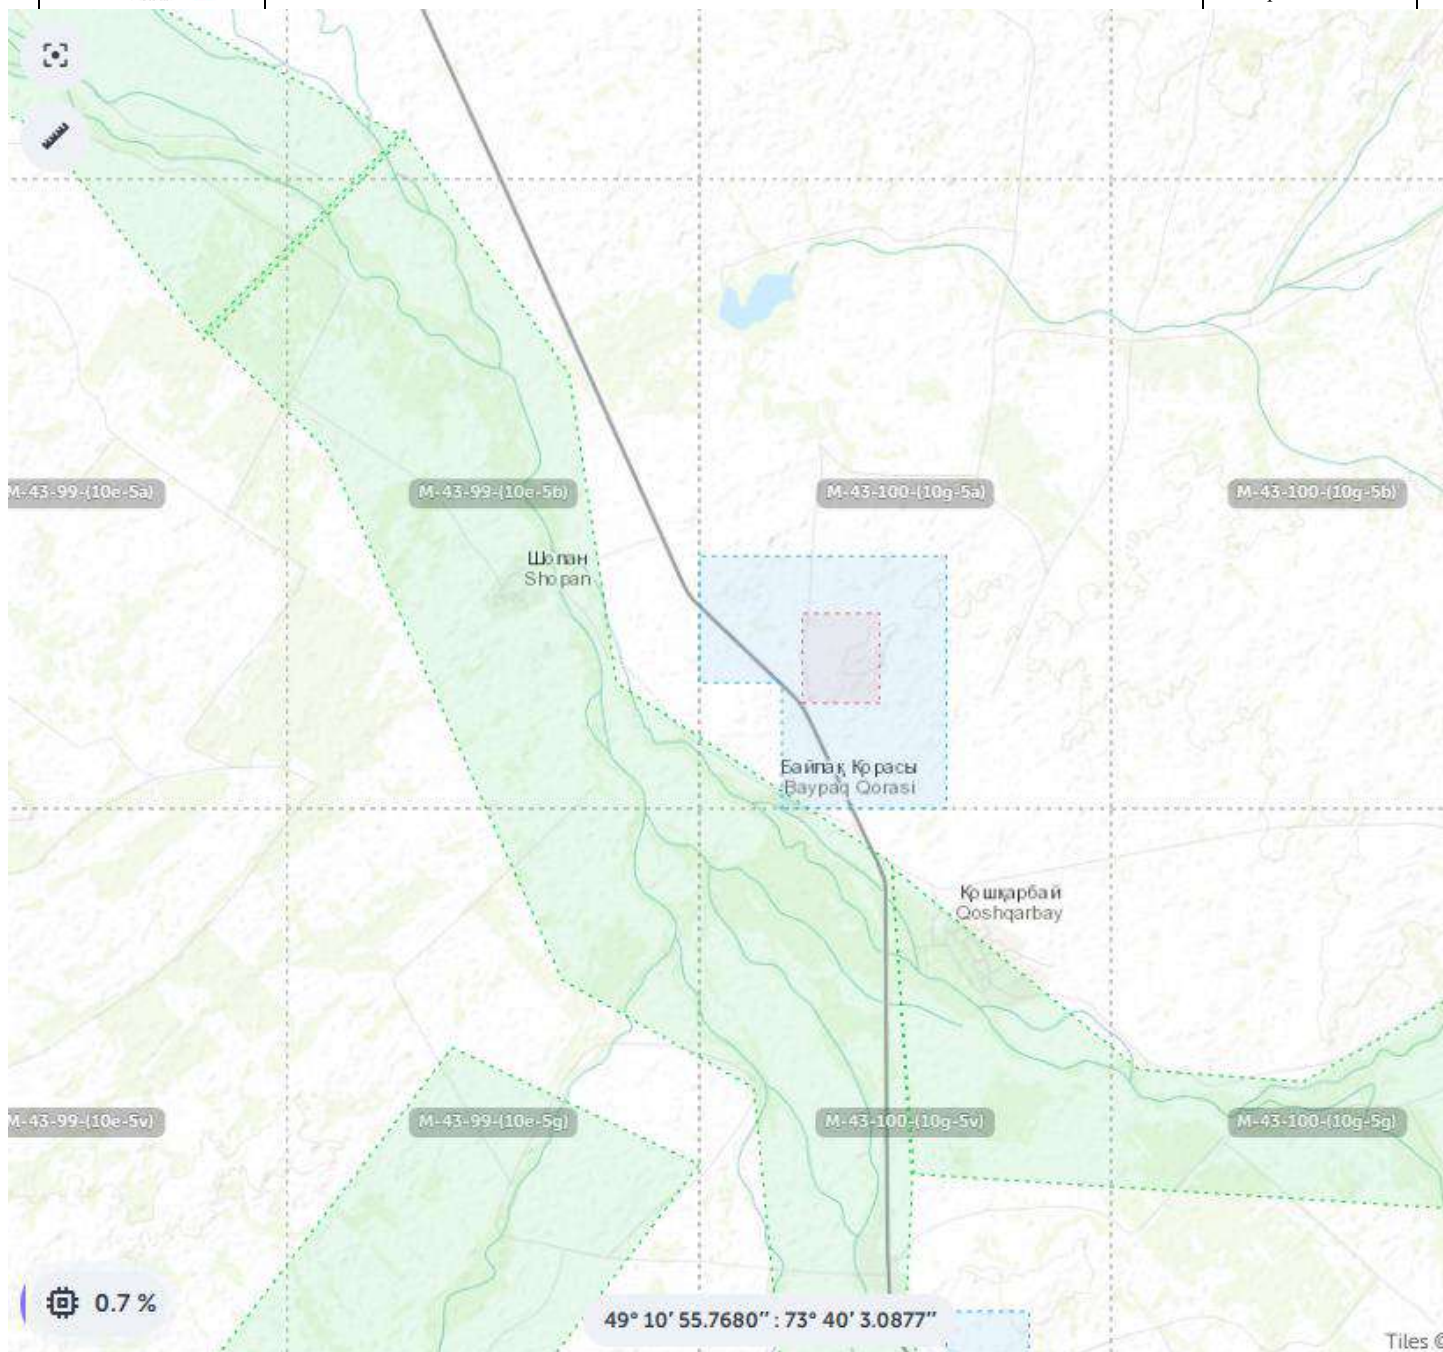 M-43-99-(10e-5a)
M-43-99-(10e-5b)
M-43-100-(10g-5a)
M-43-100-(10g-5b)
Шопан
Shopan
Байпақ Қорасы
Baypaq Qorasi
Қошқарбай
Qoshqarbay
M-43-99-(10e-5v)
M-43-99-(10e-5g)
M-43-100-(10g-5v)
M-43-100-(10g-5g)
0.7 %
49° 10′ 55.7680″ : 73° 40′ 3.0877″
Tiles ©